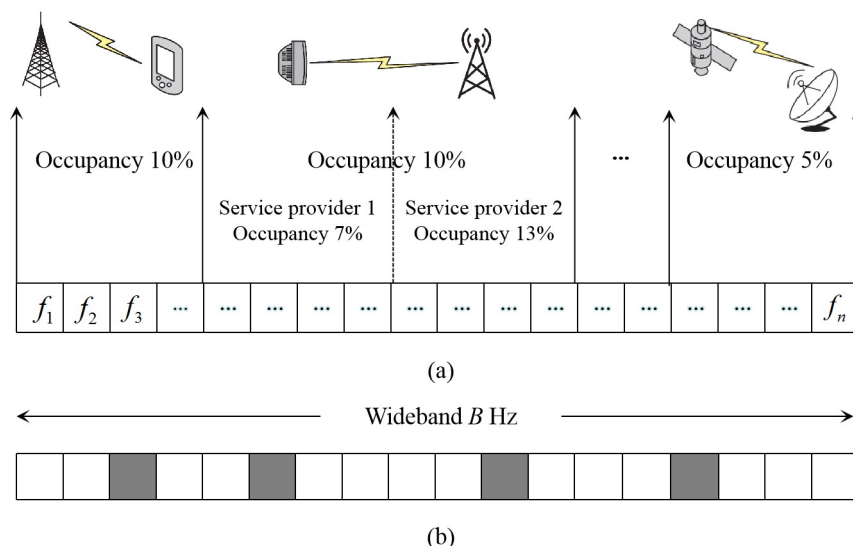 Occupancy 10% Occupancy 10% ... Occupancy 5%
Service provider 1 Service provider 2
Occupancy 7% Occupancy 13%
f₁ f₂ f₃ ... ... ... ... ... ... ... ... ... ... ... ... ... ... fₙ
(a)
Wideband B Hz
(b)